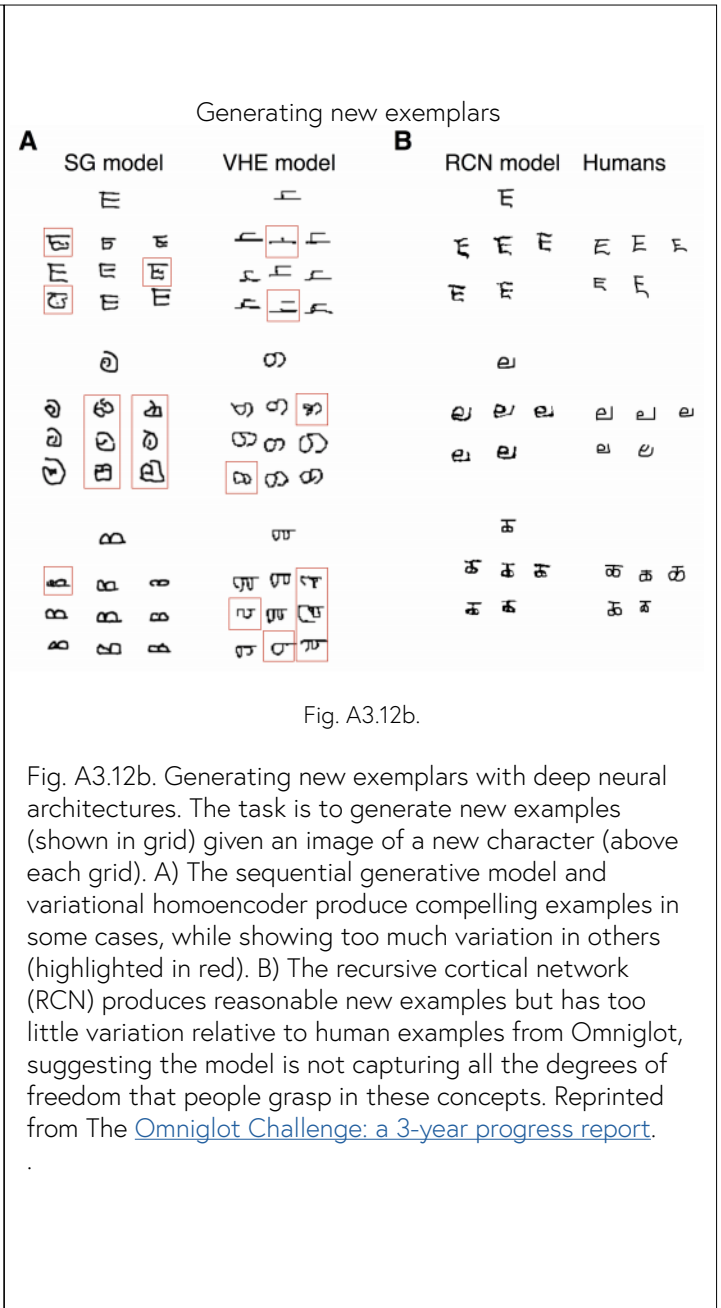 Generating new exemplars
A
B
SG model
VHE model
RCN model
Humans
Fig. A3.12b.
Fig. A3.12b. Generating new exemplars with deep neural
architectures. The task is to generate new examples
(shown in grid) given an image of a new character (above
each grid). A) The sequential generative model and
variational homoencoder produce compelling examples in
some cases, while showing too much variation in others
(highlighted in red). B) The recursive cortical network
(RCN) produces reasonable new examples but has too
little variation relative to human examples from Omniglot,
suggesting the model is not capturing all the degrees of
freedom that people grasp in these concepts. Reprinted
from The Omniglot Challenge: a 3-year progress report.
.